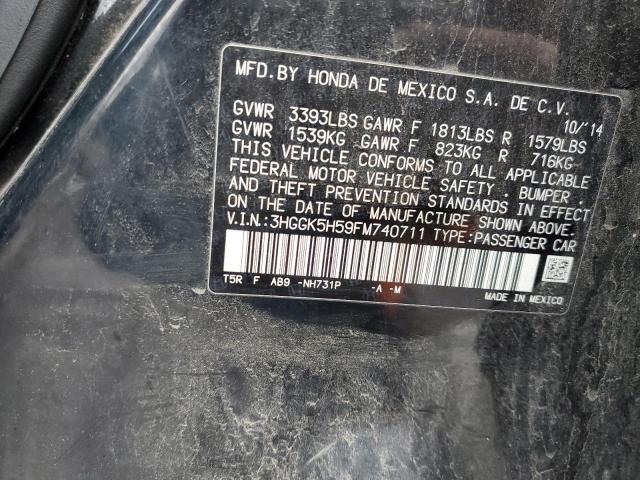 MFD.BY HONDA DE MEXICO S.A. DE C.V.
10/'14
GVWR 3393LBS GAWR F 1813LBS R 1579LBS
GVWR 1539KG GAWR F 823KG R 716KG
THIS VEHICLE CONFORMS TO ALL APPLICABLE
FEDERAL MOTOR VEHICLE SAFETY, BUMPER,
AND THEFT PREVENTION STANDARDS IN EFFECT
ON THE DATE OF MANUFACTURE SHOWN ABOVE.
V.I.N.:3HGGK5H59FM740711 TYPE:PASSENGER CAR
T5R F AB9 -NH731P -A -M
MADE IN MEXICO